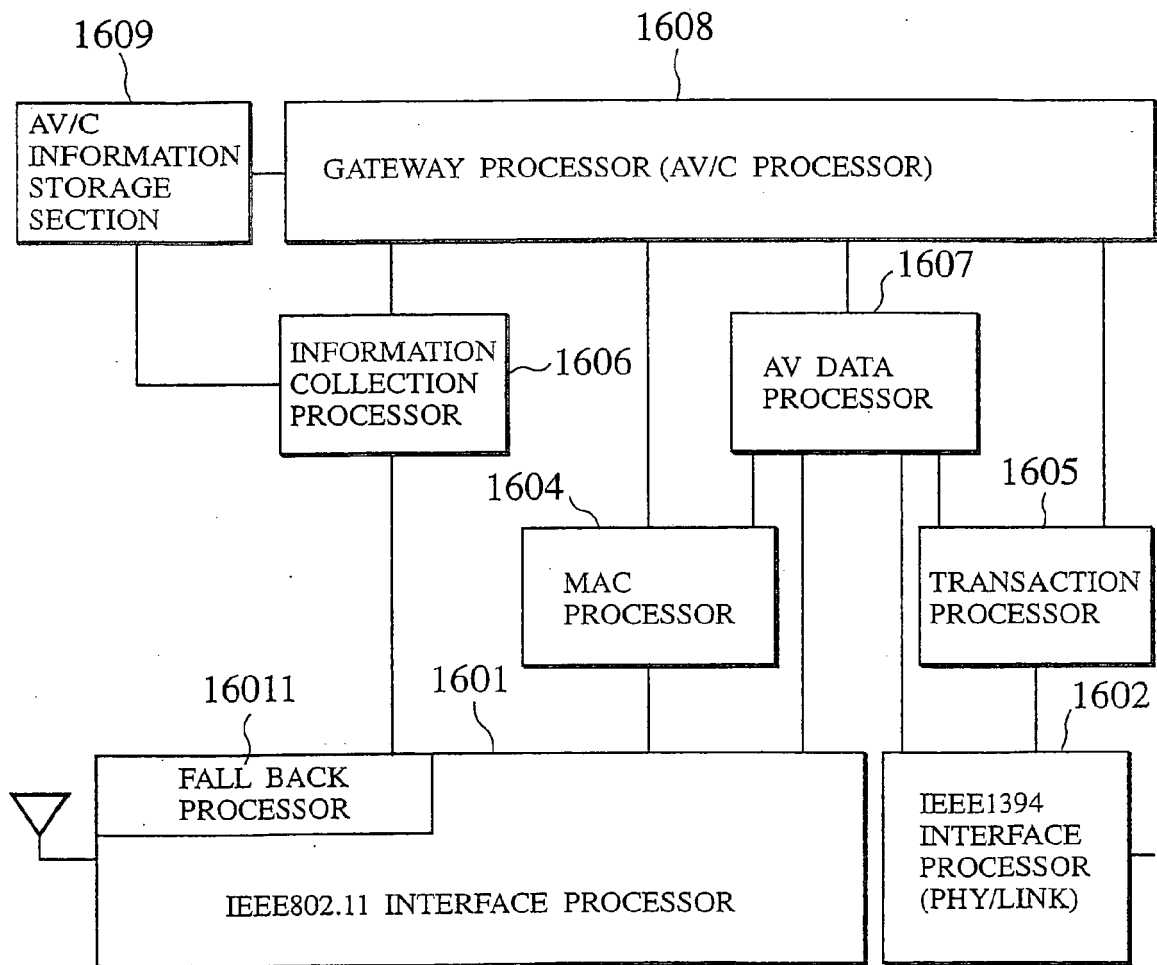 1609
1608
AV/C
INFORMATION
STORAGE
SECTION
GATEWAY PROCESSOR (AV/C PROCESSOR)
1607
INFORMATION
COLLECTION
PROCESSOR
1606
AV DATA
PROCESSOR
1604
1605
MAC
PROCESSOR
TRANSACTION
PROCESSOR
16011
1601
1602
FALL BACK
PROCESSOR
IEEE802.11 INTERFACE PROCESSOR
IEEE1394
INTERFACE
PROCESSOR
(PHY/LINK)